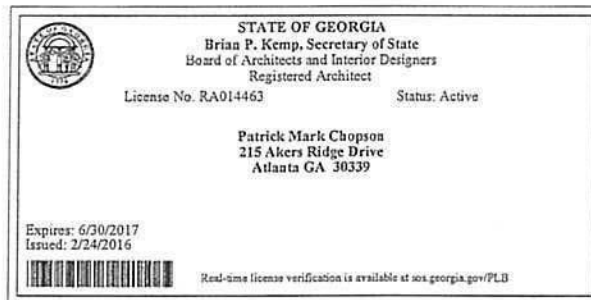 STATE OF GEORGIA
Brian P. Kemp, Secretary of State
Board of Architects and Interior Designers
Registered Architect
License No. RA014463 Status: Active
Patrick Mark Chopson
215 Akers Ridge Drive
Atlanta GA 30339
Expires: 6/30/2017
Issued: 2/24/2016
Real-time license verification is available at sos.georgia.gov/PLB